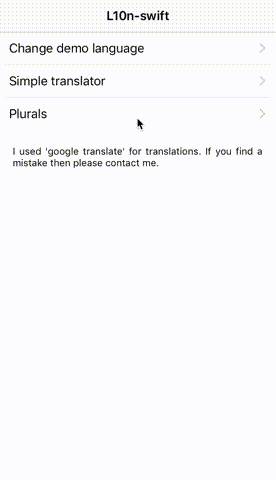 L10n-swift
Change demo language
Simple translator
Plurals
I used 'google translate' for translations. If you find a
mistake then please contact me.